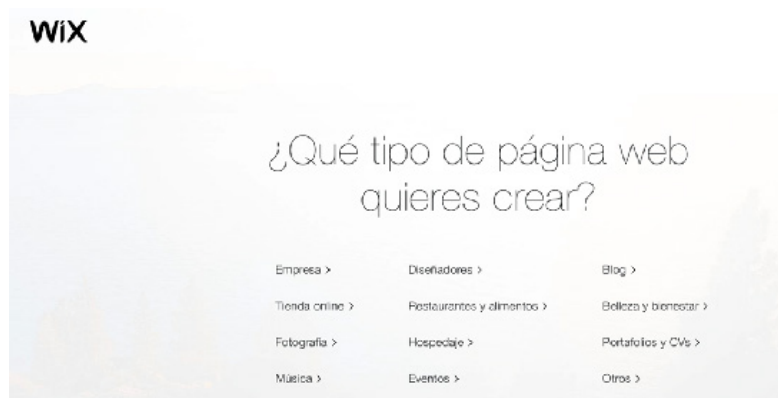 WiX
¿Qué tipo de página web
quieres crear?
Empresa >
Diseñadores >
Blog >
Tienda online >
Restaurantes y alimentos >
Belleza y bienestar >
Fotografía >
Hospedaje >
Portafolios y CVs >
Música >
Eventos >
Otros >